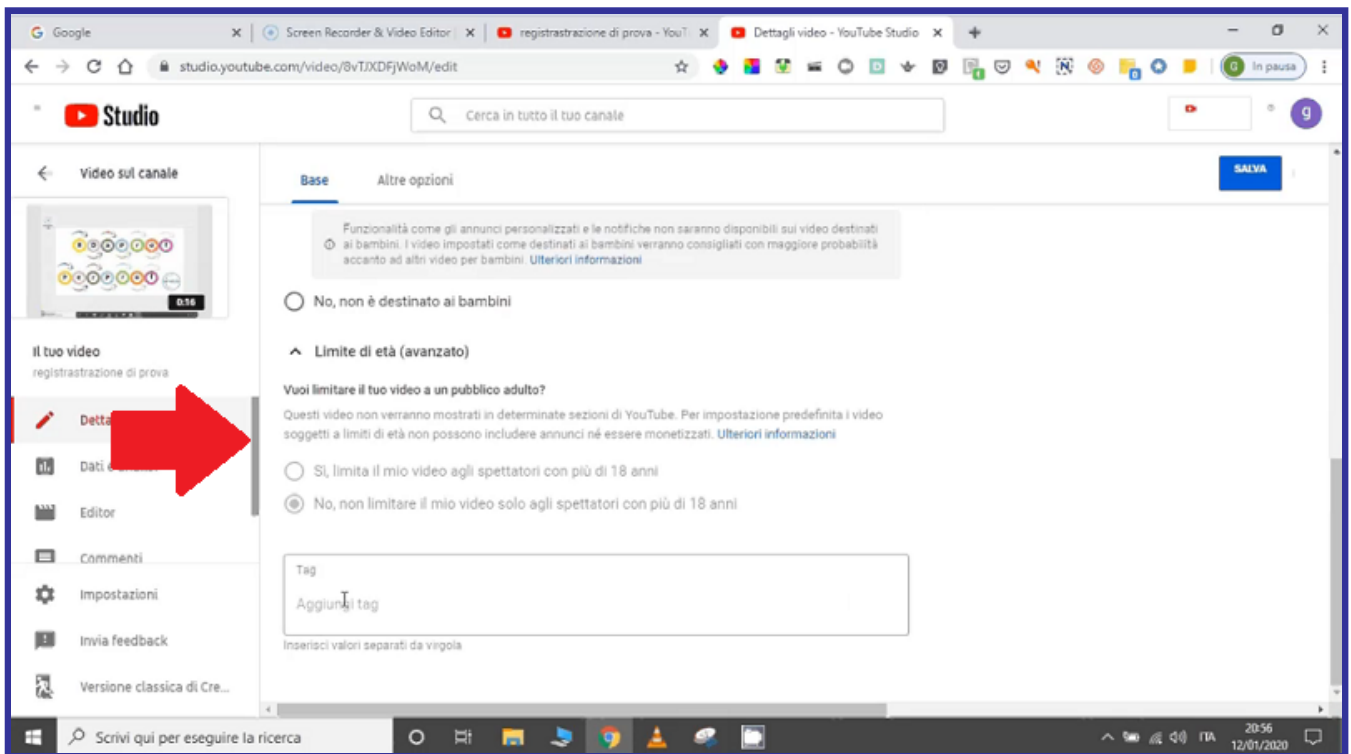 Google
Screen Recorder & Video Editor
registrastrazione di prova - YouT
Dettagli video - YouTube Studio
studio.youtube.com/video/8vTJXDFjWoM/edit
G In pausa
Studio
Cerca in tutto il tuo canale
g
Video sul canale
Base
Altre opzioni
SALVA
Funzionalità come gli annunci personalizzati e le notifiche non saranno disponibili sui video destinati
ai bambini. I video impostati come destinati ai bambini verranno consigliati con maggiore probabilità
accanto ad altri video per bambini. Ulteriori informazioni
0:16
No, non è destinato ai bambini
Il tuo video
registrastrazione di prova
Limite di età (avanzato)
Vuoi limitare il tuo video a un pubblico adulto?
Questi video non verranno mostrati in determinate sezioni di YouTube. Per impostazione predefinita i video
soggetti a limiti di età non possono includere annunci né essere monetizzati. Ulteriori informazioni
Sì, limita il mio video agli spettatori con più di 18 anni
No, non limitare il mio video solo agli spettatori con più di 18 anni
Detta
Dati e
Editor
Commenti
Impostazioni
Invia feedback
Versione classica di Cre...
Tag
Aggiungi tag
Inserisci valori separati da virgola
Scrivi qui per eseguire la ricerca
ITA
20:56
12/01/2020